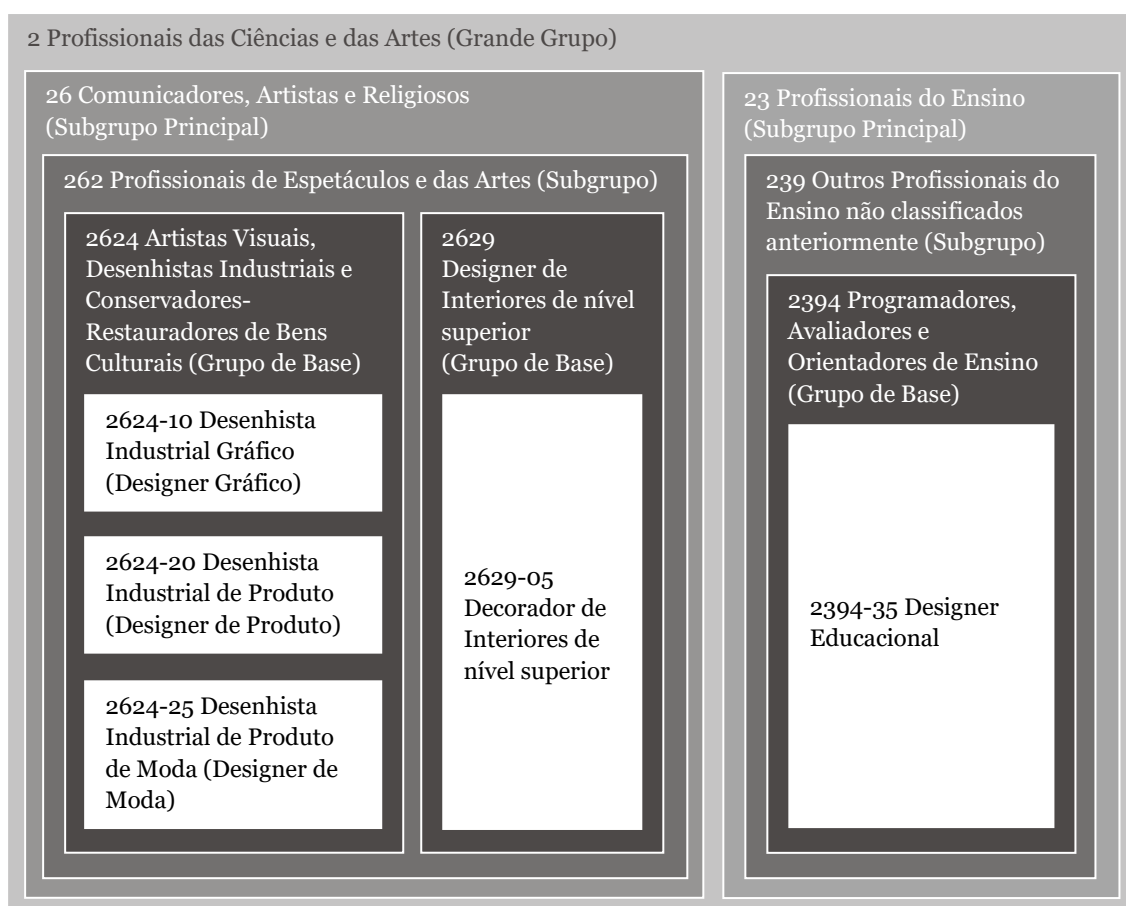 2 Profissionais das Ciências e das Artes (Grande Grupo)
26 Comunicadores, Artistas e Religiosos
(Subgrupo Principal)
262 Profissionais de Espetáculos e das Artes (Subgrupo)
2624 Artistas Visuais,
Desenhistas Industriais e
Conservadores-
Restauradores de Bens
Culturais (Grupo de Base)
2624-10 Desenhista
Industrial Gráfico
(Designer Gráfico)
2624-20 Desenhista
Industrial de Produto
(Designer de Produto)
2624-25 Desenhista
Industrial de Produto
de Moda (Designer de
Moda)
2629
Designer de
Interiores de nível
superior
(Grupo de Base)
2629-05
Decorador de
Interiores de
nível superior
23 Profissionais do Ensino
(Subgrupo Principal)
239 Outros Profissionais do
Ensino não classificados
anteriormente (Subgrupo)
2394 Programadores,
Avaliadores e
Orientadores de Ensino
(Grupo de Base)
2394-35 Designer
Educacional